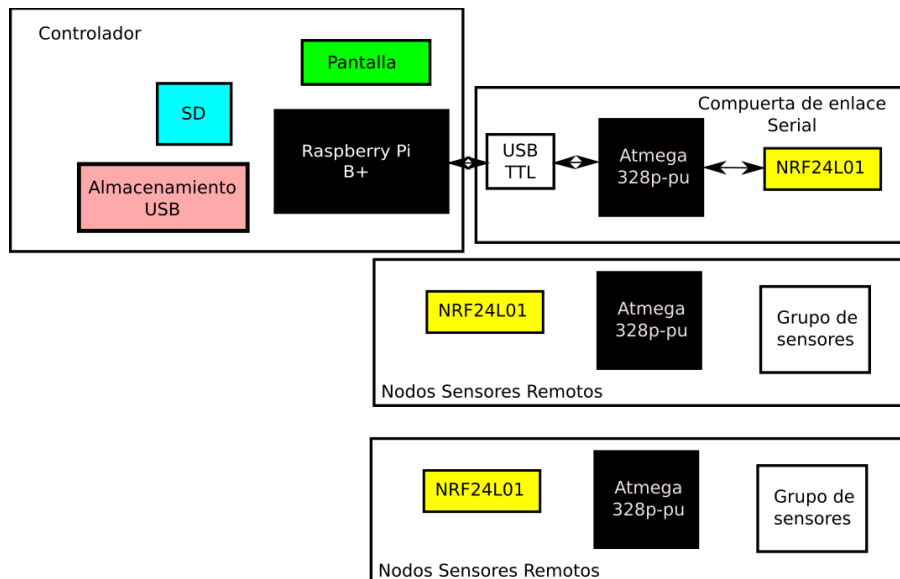 Controlador
Pantalla
SD
Raspberry Pi
B+
Almacenamiento
USB
Compuerta de enlace
Serial
USB
TTL
Atmega
328p-pu
NRF24L01
NRF24L01
Atmega
328p-pu
Grupo de
sensores
Nodos Sensores Remotos
NRF24L01
Atmega
328p-pu
Grupo de
sensores
Nodos Sensores Remotos